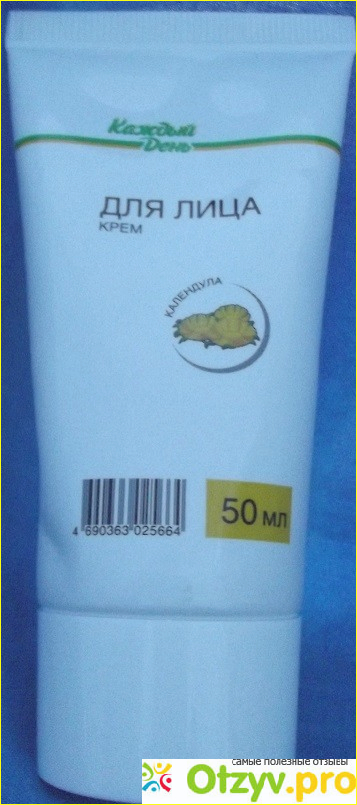 Каждый
День
ДЛЯ ЛИЦА
КРЕМ
КАЛЕНДУЛА
50 мл
4 690363 025664
самые полезные отзывы
Otzyv.pro